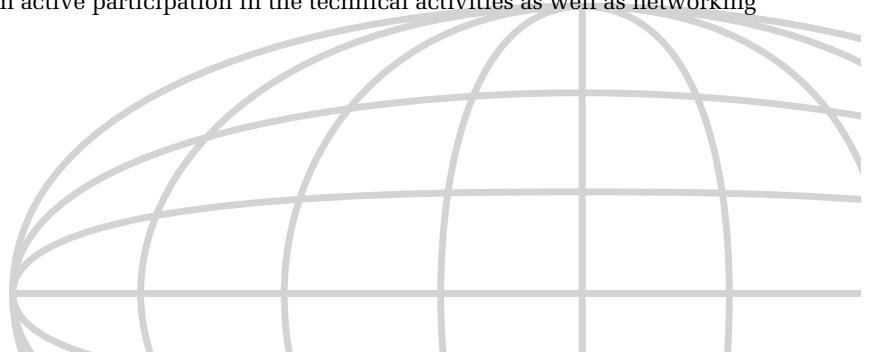 active participation in the technical activities as well as networking